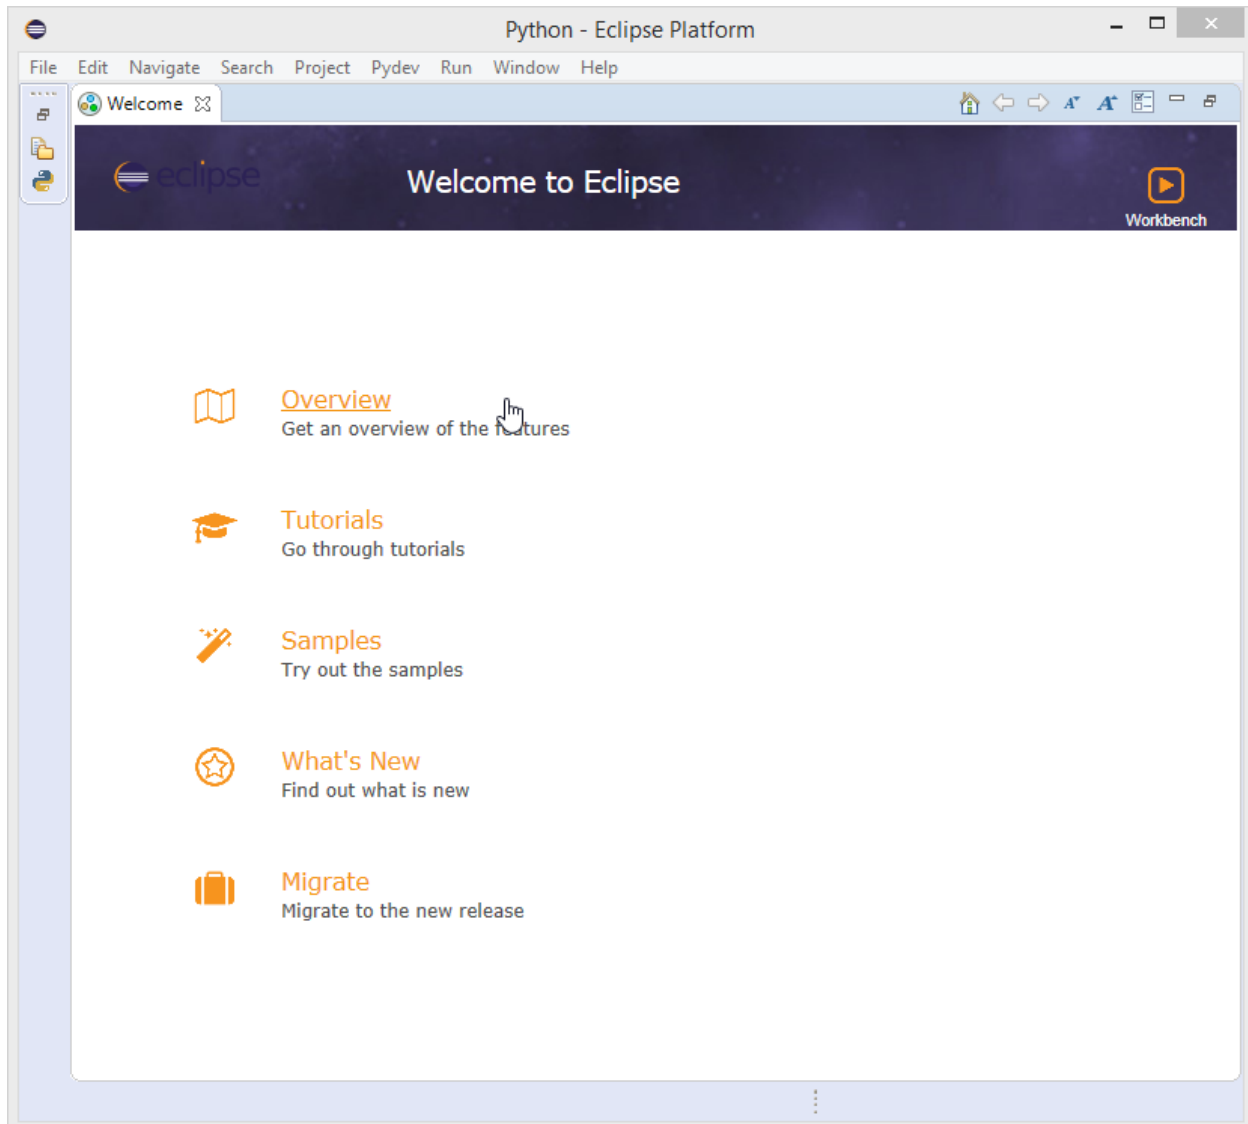 Python - Eclipse Platform
File Edit Navigate Search Project Pydev Run Window Help
Welcome
eclipse
Welcome to Eclipse
Workbench
Overview
Get an overview of the features
Tutorials
Go through tutorials
Samples
Try out the samples
What's New
Find out what is new
Migrate
Migrate to the new release